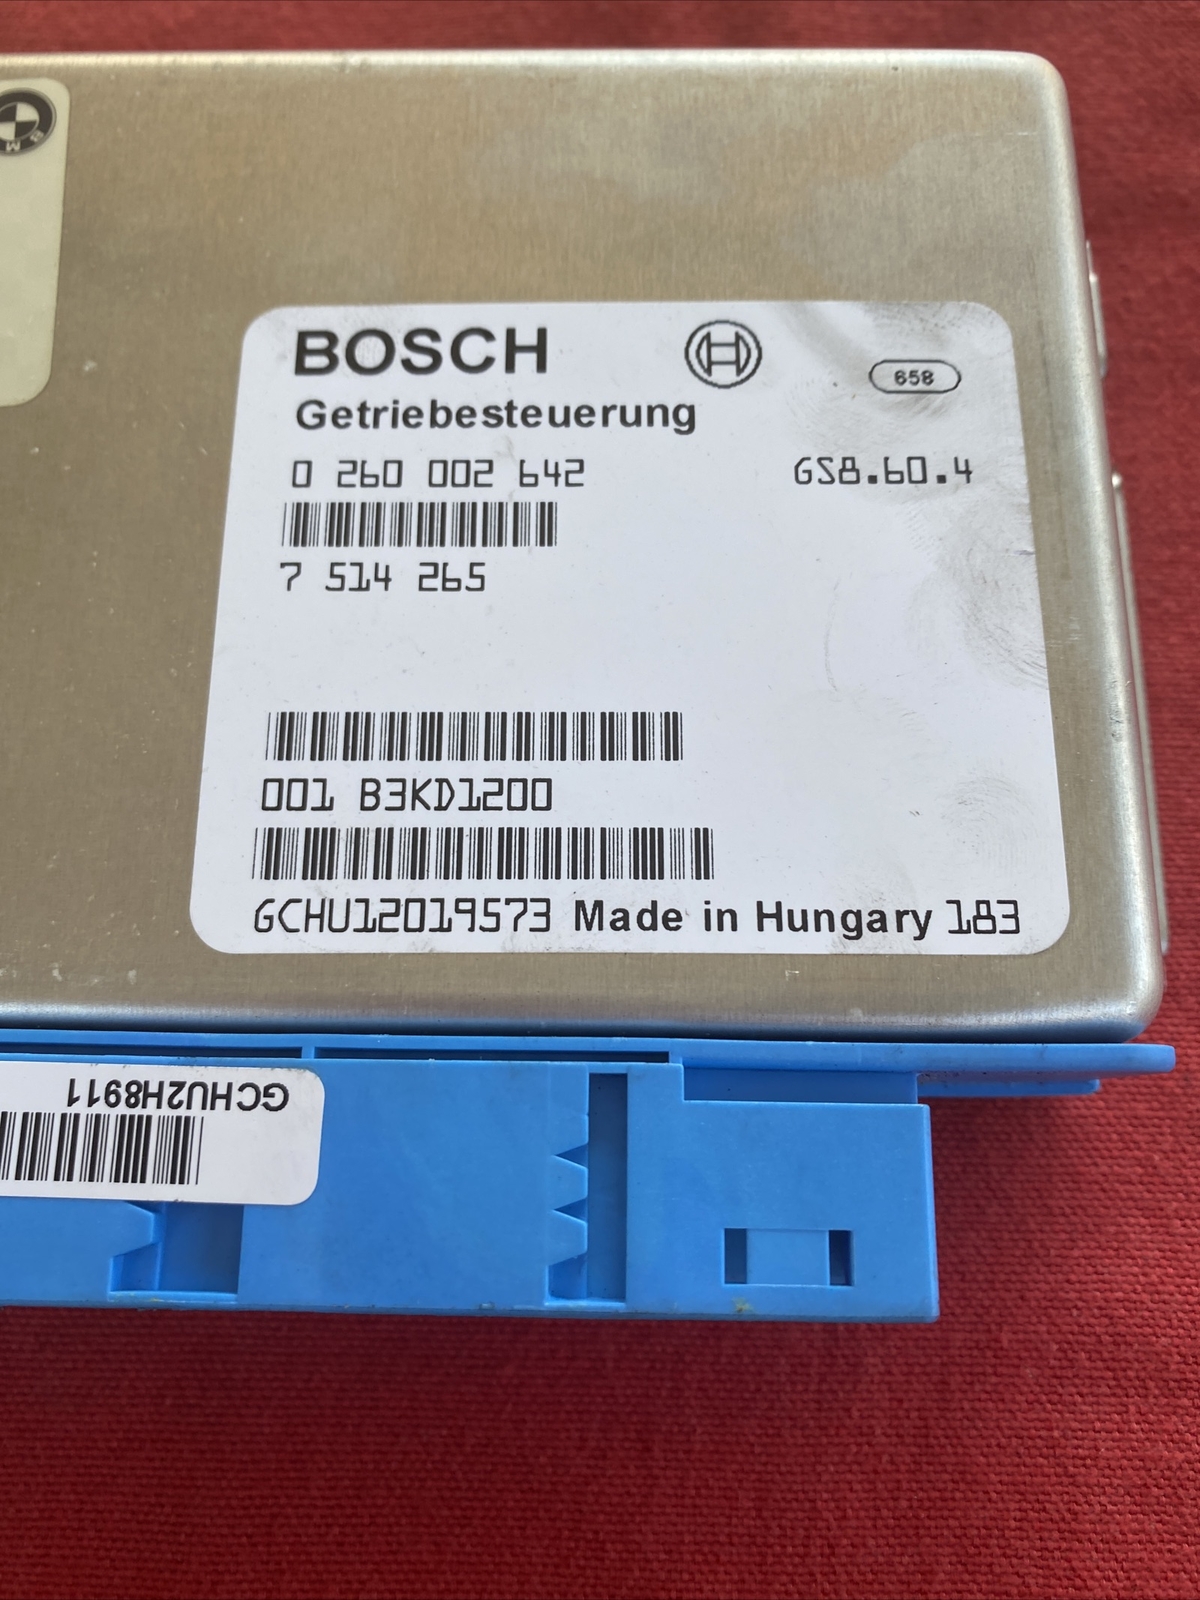 BMW
BOSCH
658
Getriebesteuerung
0 260 002 642 GS8.60.4
7 514 265
001 B3KD1200
GCHU12019573 Made in Hungary 183
GCHU2H8911